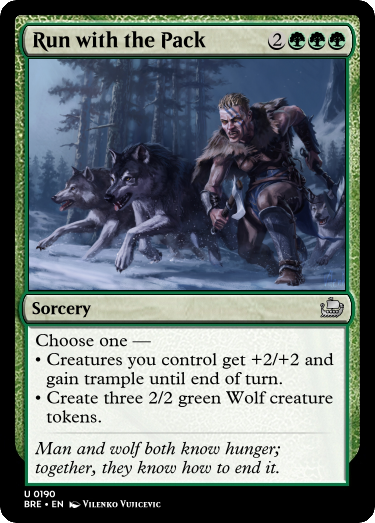 Run with the Pack 2
Sorcery
Choose one —
• Creatures you control get +2/+2 and
gain trample until end of turn.
• Create three 2/2 green Wolf creature
tokens.
Man and wolf both know hunger;
together, they know how to end it.
U 0190
BRE • EN Vilenko Vujicevic